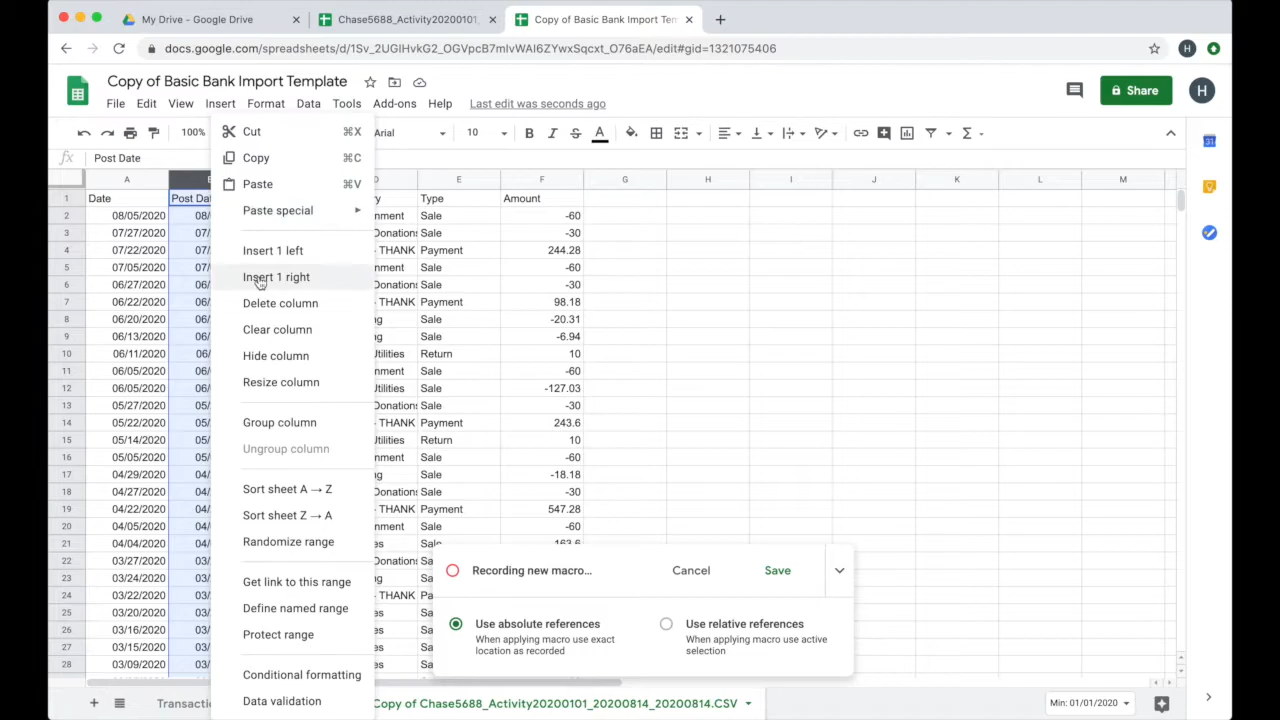 My Drive - Google Drive
Chase5688_Activity20200101_
Copy of Basic Bank Import Tem
docs.google.com/spreadsheets/d/1Sv_2UGIHvkG2_OGVpcB7mIvWAI6ZYwxSqcxt_O76aEA/edit#gid=1321075406
H
Copy of Basic Bank Import Template
File Edit View Insert Format Data Tools Add-ons Help Last edit was seconds ago
Share
H
100% Arial 10 B I S A
fx Post Date
A E F G H I J K L M
1 Date Post Dat Type Amount
2 08/05/2020 08/ nment Sale -60
3 07/27/2020 07/ Donations Sale -30
4 07/22/2020 07/ THANK Payment 244.28
5 07/05/2020 07/ nment Sale -60
6 06/27/2020 06/ Donations Sale -30
7 06/22/2020 06/ THANK Payment 98.18
8 06/20/2020 06/ Sale -20.31
9 06/13/2020 06/ Sale -6.94
10 06/11/2020 06/ Utilities Return 10
11 06/05/2020 06/ nment Sale -60
12 06/05/2020 06/ Utilities Sale -127.03
13 05/27/2020 05/ Donations Sale -30
14 05/22/2020 05/ THANK Payment 243.6
15 05/14/2020 05/ Utilities Return 10
16 05/05/2020 05/ nment Sale -60
17 04/29/2020 04/ ng Sale -18.18
18 04/27/2020 04/ Donations Sale -30
19 04/22/2020 04/ THANK Payment 547.28
20 04/05/2020 04/ nment Sale -60
21 04/04/2020 04/ es Sale 163.6
22 03/27/2020 03/ Donations Sa
23 03/24/2020 03/ Sa
24 03/22/2020 03/ THANK Pa
25 03/20/2020 03/ es Sa
26 03/16/2020 03/ es Sa
27 03/15/2020 03/ es Sa
28 03/09/2020 03/ es Sa
Cut ⌘X
Copy ⌘C
Paste ⌘V
Paste special
Insert 1 left
Insert 1 right
Delete column
Clear column
Hide column
Resize column
Group column
Ungroup column
Sort sheet A → Z
Sort sheet Z → A
Randomize range
Get link to this range
Define named range
Protect range
Conditional formatting
Data validation
Recording new macro...
Cancel
Save
Use absolute references
When applying macro use exact
location as recorded
Use relative references
When applying macro use active
selection
Transactio
Copy of Chase5688_Activity20200101_20200814_20200814.CSV
Min: 01/01/2020
31